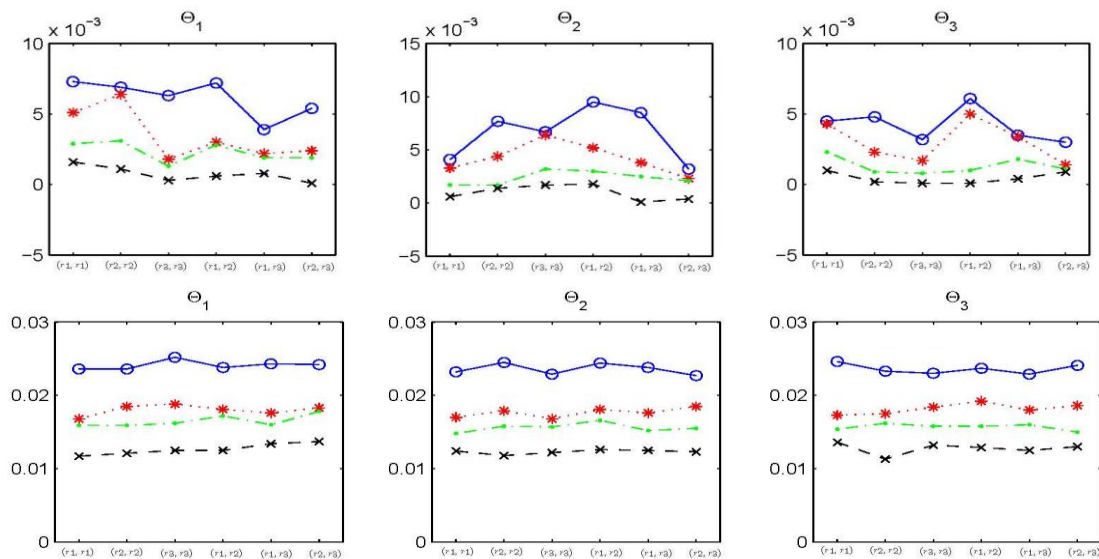 Θ1
Θ2
Θ3
10 × 10⁻³
5
0
−5
15 × 10⁻³
10
5
0
−5
10 × 10⁻³
5
0
−5
(r1, r1) (r2, r2) (r3, r3) (r1, r2) (r1, r3) (r2, r3)
(r1, r1) (r2, r2) (r3, r3) (r1, r2) (r1, r3) (r2, r3)
(r1, r1) (r2, r2) (r3, r3) (r1, r2) (r1, r3) (r2, r3)
Θ1
Θ2
Θ3
0.03
0.02
0.01
0
0.03
0.02
0.01
0
0.03
0.02
0.01
0
(r1, r1) (r2, r2) (r3, r3) (r1, r2) (r1, r3) (r2, r3)
(r1, r1) (r2, r2) (r3, r3) (r1, r2) (r1, r3) (r2, r3)
(r1, r1) (r2, r2) (r3, r3) (r1, r2) (r1, r3) (r2, r3)